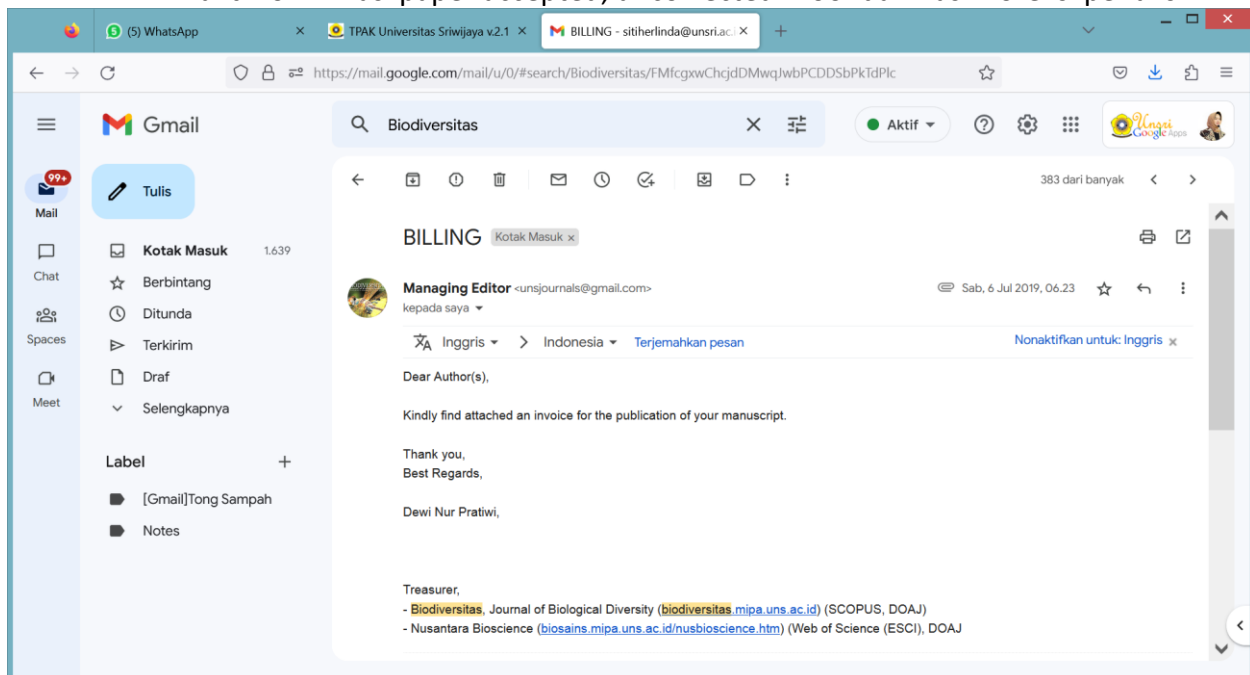 (5) WhatsApp
TPAK Universitas Sriwijaya v.2.1
BILLING - sitiherlinda@unsri.ac.i
https://mail.google.com/mail/u/0/#search/Biodiversitas/FMfcgxwChcjdDMwqJwbPCDDSbPkTdPlc
Gmail
Biodiversitas
Aktif
Unsri
Google Apps
99+
Mail
Chat
Spaces
Meet
Tulis
Kotak Masuk 1.639
Berbintang
Ditunda
Terkirim
Draf
Selengkapnya
Label
[Gmail]Tong Sampah
Notes
383 dari banyak
BILLING Kotak Masuk x
Managing Editor <unsjournals@gmail.com>
Sab, 6 Jul 2019, 06.23
kepada saya
Inggris > Indonesia Terjemahkan pesan
Nonaktifkan untuk: Inggris x
Dear Author(s),
Kindly find attached an invoice for the publication of your manuscript.
Thank you,
Best Regards,
Dewi Nur Pratiwi,
Treasurer,
- Biodiversitas, Journal of Biological Diversity (biodiversitas.mipa.uns.ac.id) (SCOPUS, DOAJ)
- Nusantara Bioscience (biosains.mipa.uns.ac.id/nusbioscience.htm) (Web of Science (ESCI), DOAJ